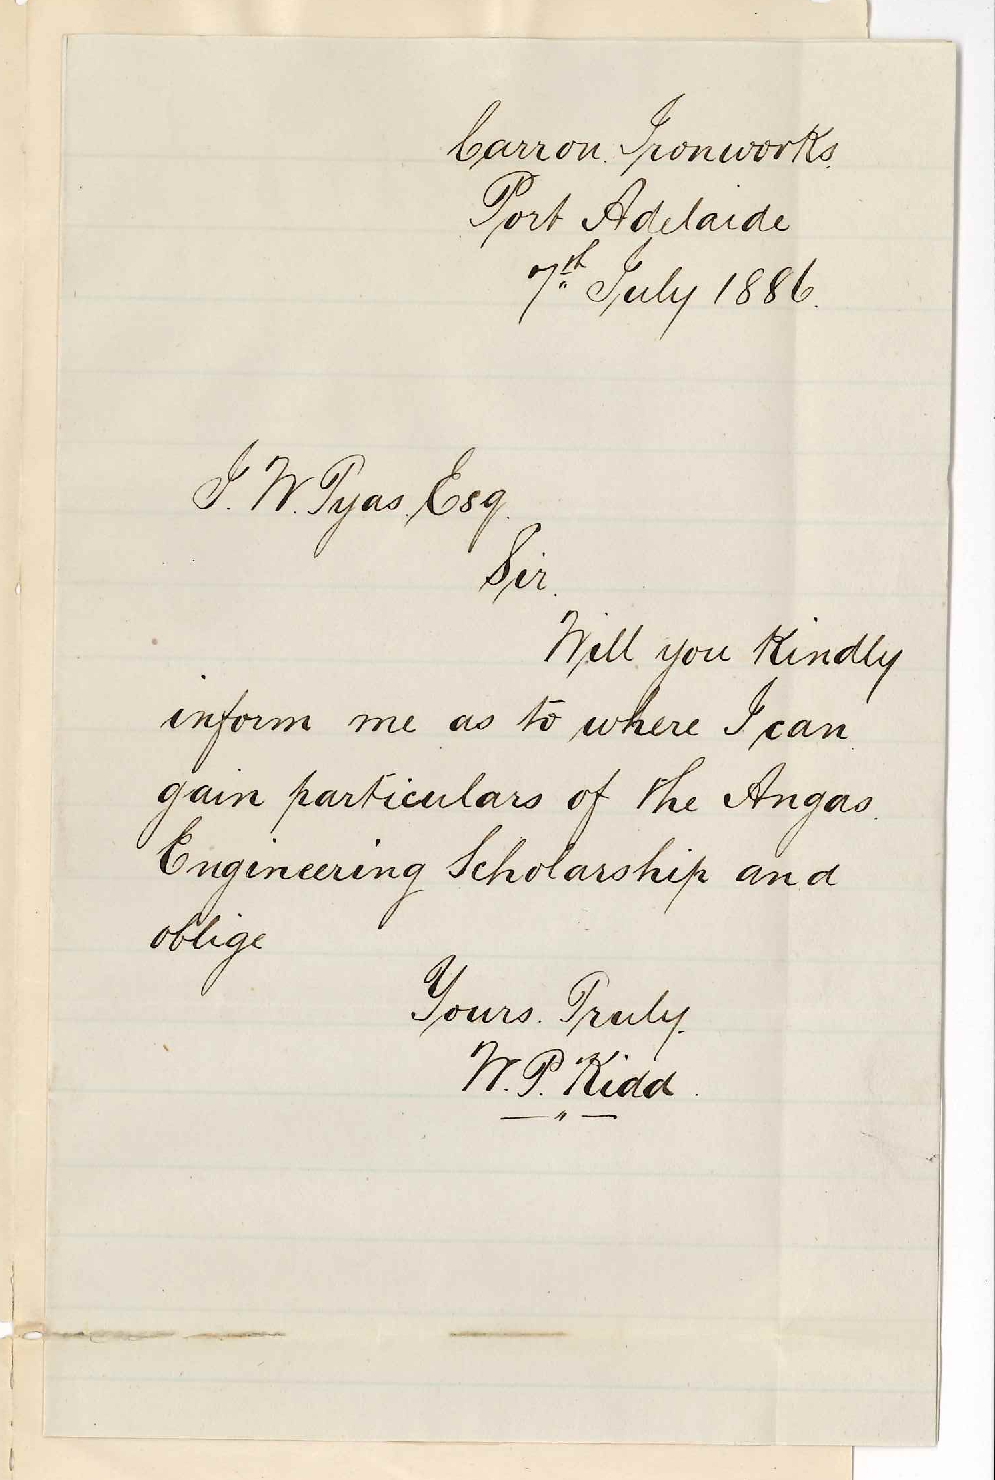 Carron. Ironworks.
Port Adelaide
7th July 1886.
J. W. Pyas. Esq.
Sir.
Will you Kindly
inform me as to where I can
gain particulars of the Angas.
Engineering Scholarship and
oblige
Yours. Truly.
W. P. Kidd.